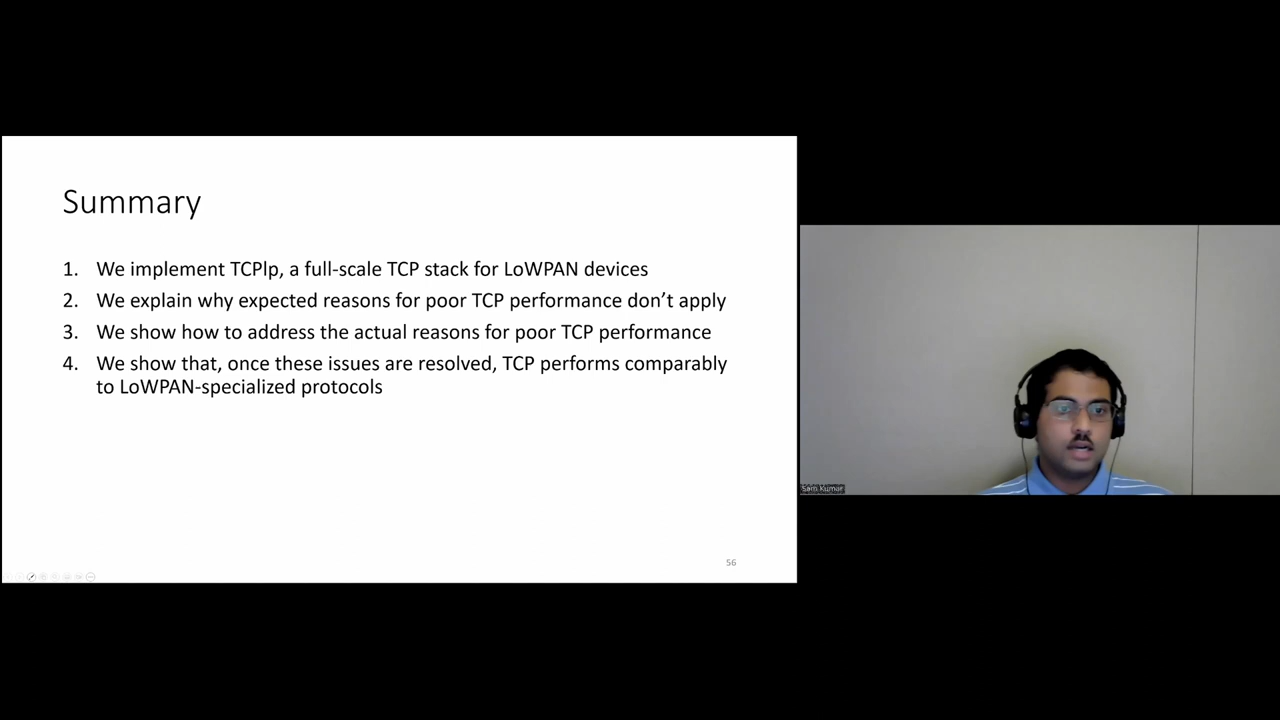 Summary
1. We implement TCPlp, a full-scale TCP stack for LoWPAN devices
2. We explain why expected reasons for poor TCP performance don’t apply
3. We show how to address the actual reasons for poor TCP performance
4. We show that, once these issues are resolved, TCP performs comparably
to LoWPAN-specialized protocols
56
Sam Kumar